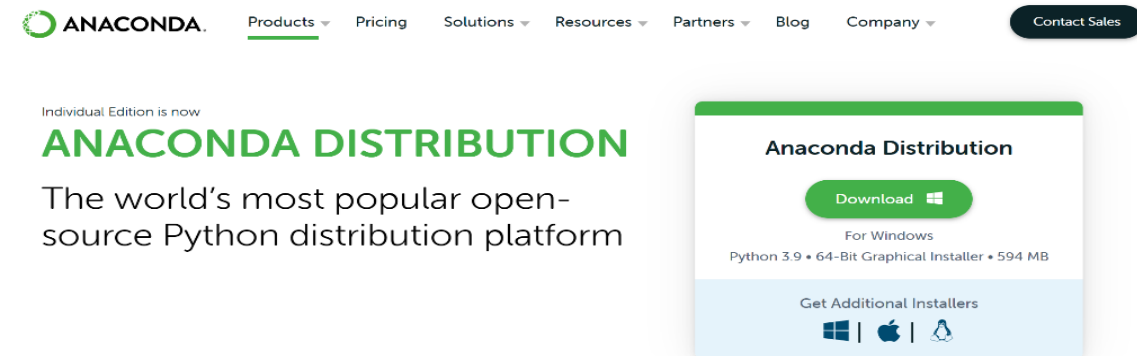 ANACONDA.
Products Pricing Solutions Resources Partners Blog Company Contact Sales
Individual Edition is now
ANACONDA DISTRIBUTION
The world's most popular open-
source Python distribution platform
Anaconda Distribution
Download
For Windows
Python 3.9 • 64-Bit Graphical Installer • 594 MB
Get Additional Installers
| |